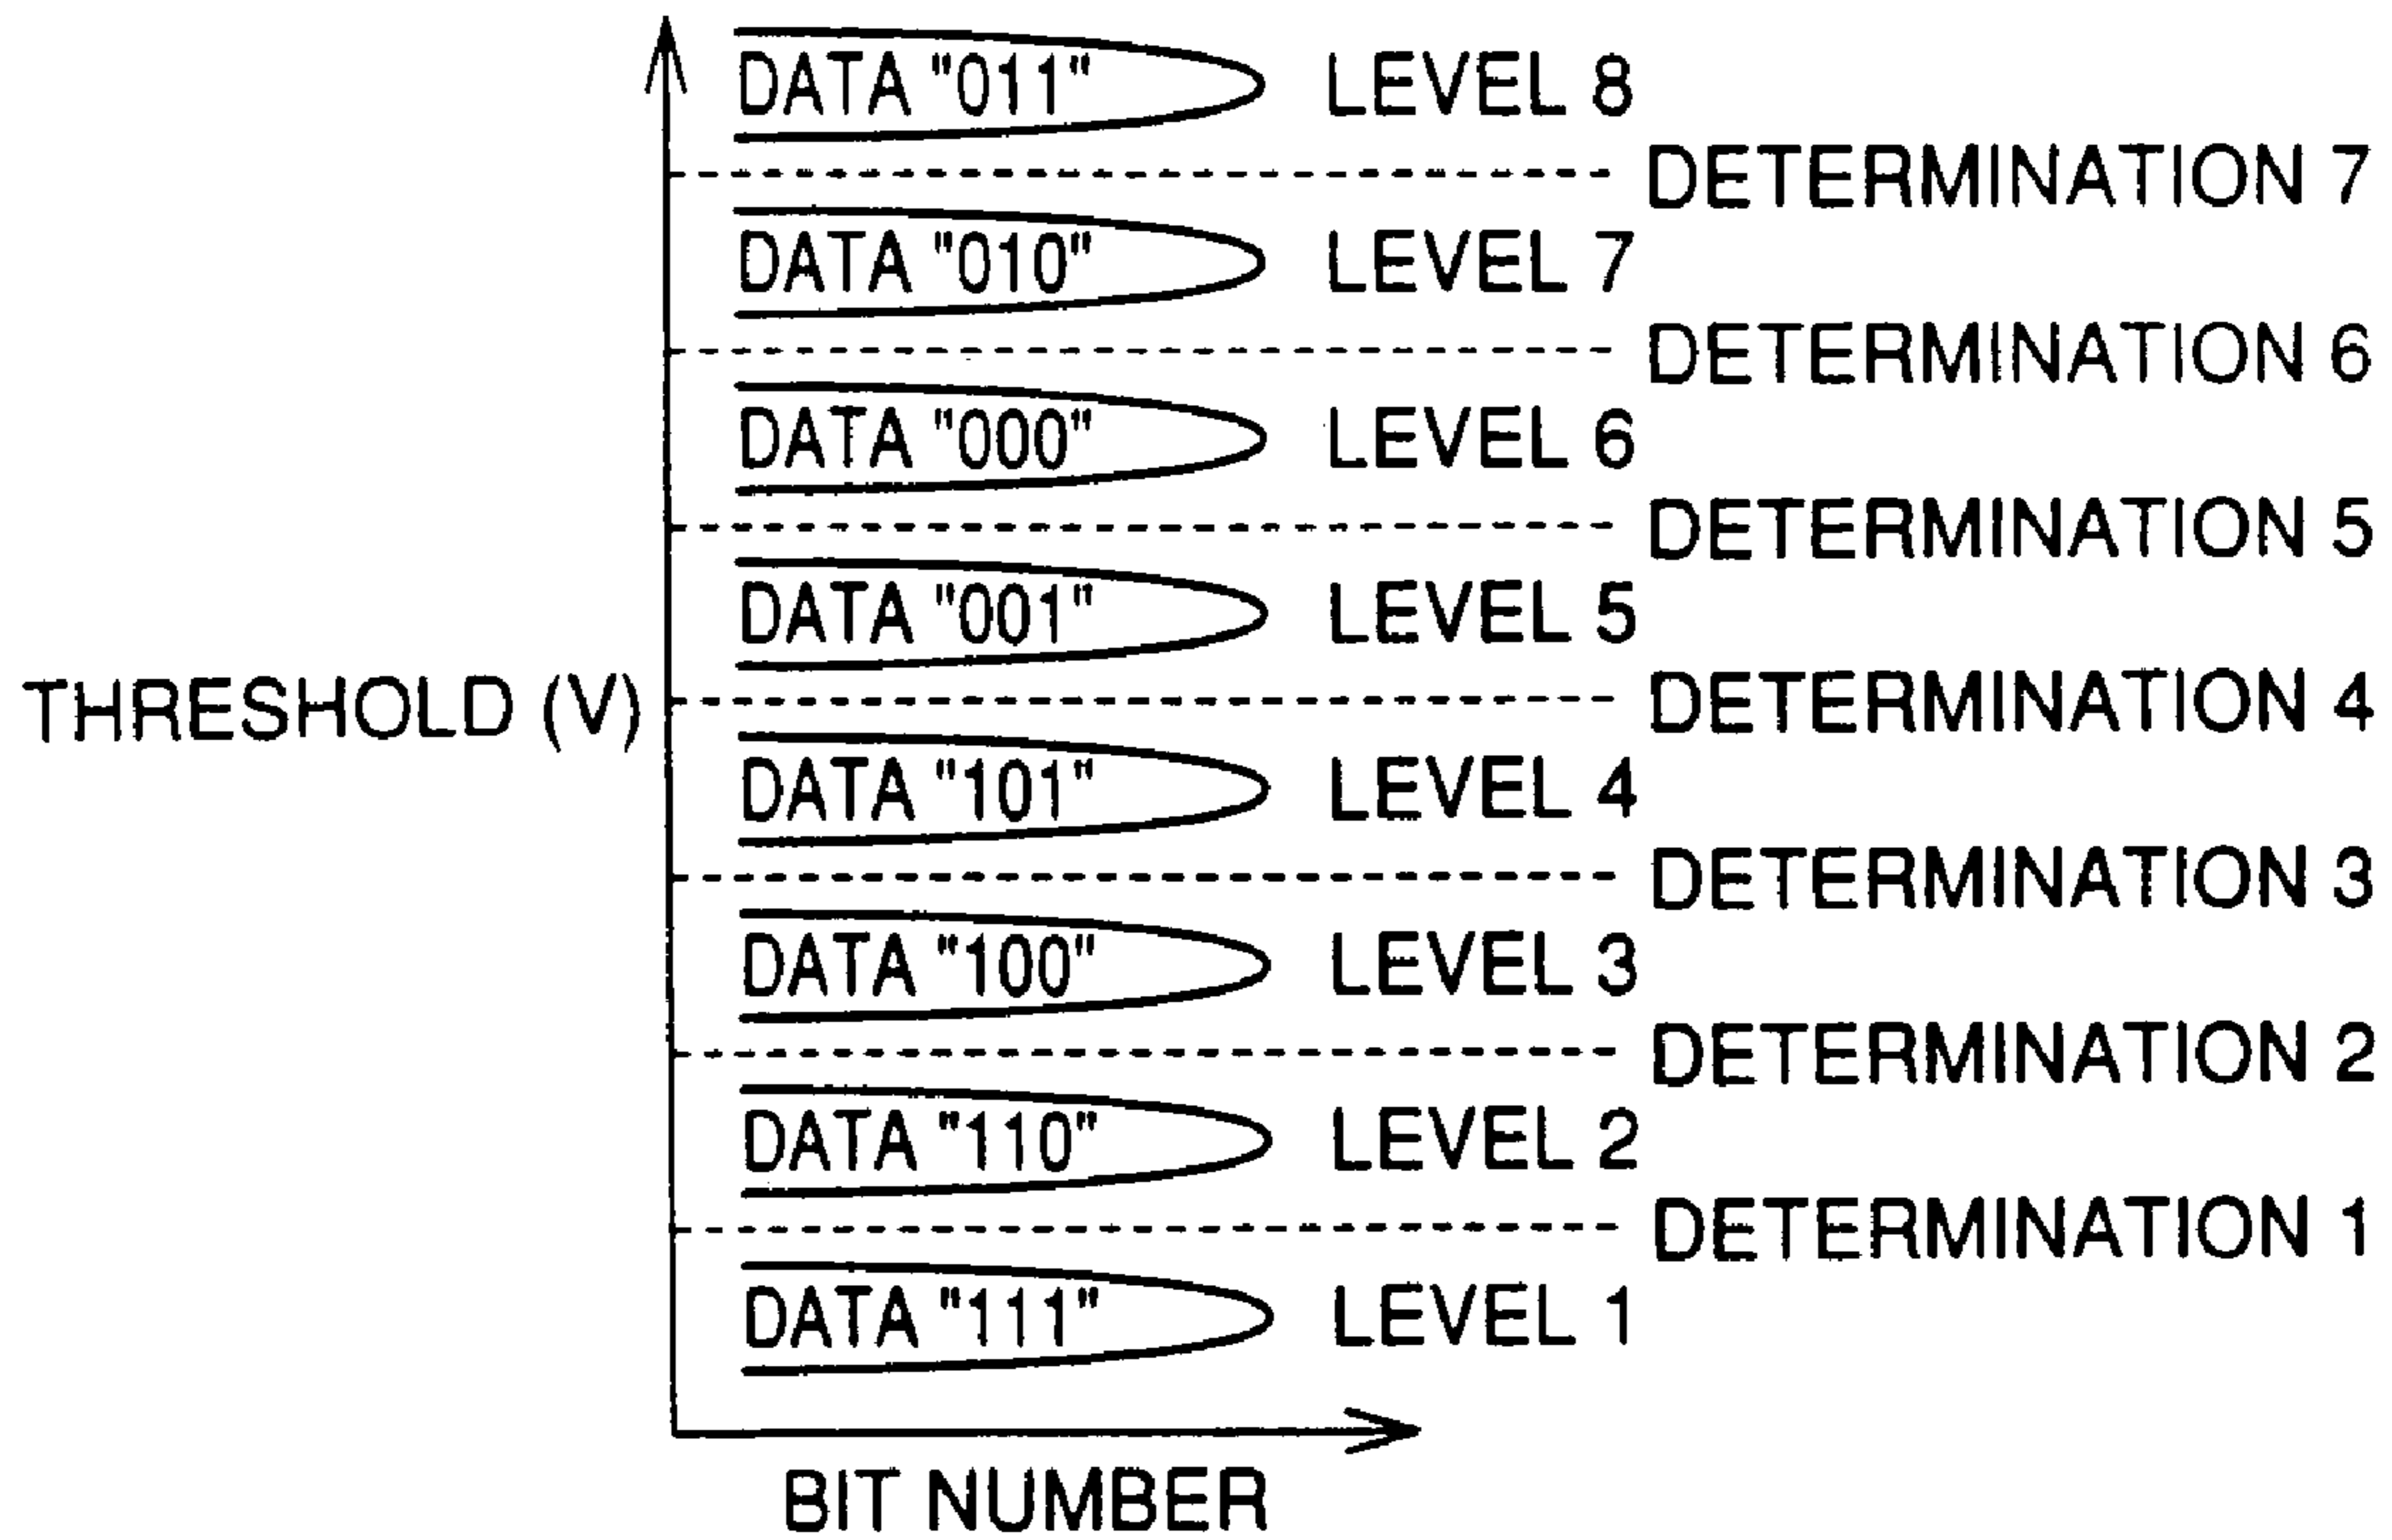 DATA "011" LEVEL 8
DETERMINATION 7
DATA "010" LEVEL 7
DETERMINATION 6
DATA "000" LEVEL 6
DETERMINATION 5
DATA "001" LEVEL 5
THRESHOLD (V)
DETERMINATION 4
DATA "101" LEVEL 4
DETERMINATION 3
DATA "100" LEVEL 3
DETERMINATION 2
DATA "110" LEVEL 2
DETERMINATION 1
DATA "111" LEVEL 1
BIT NUMBER